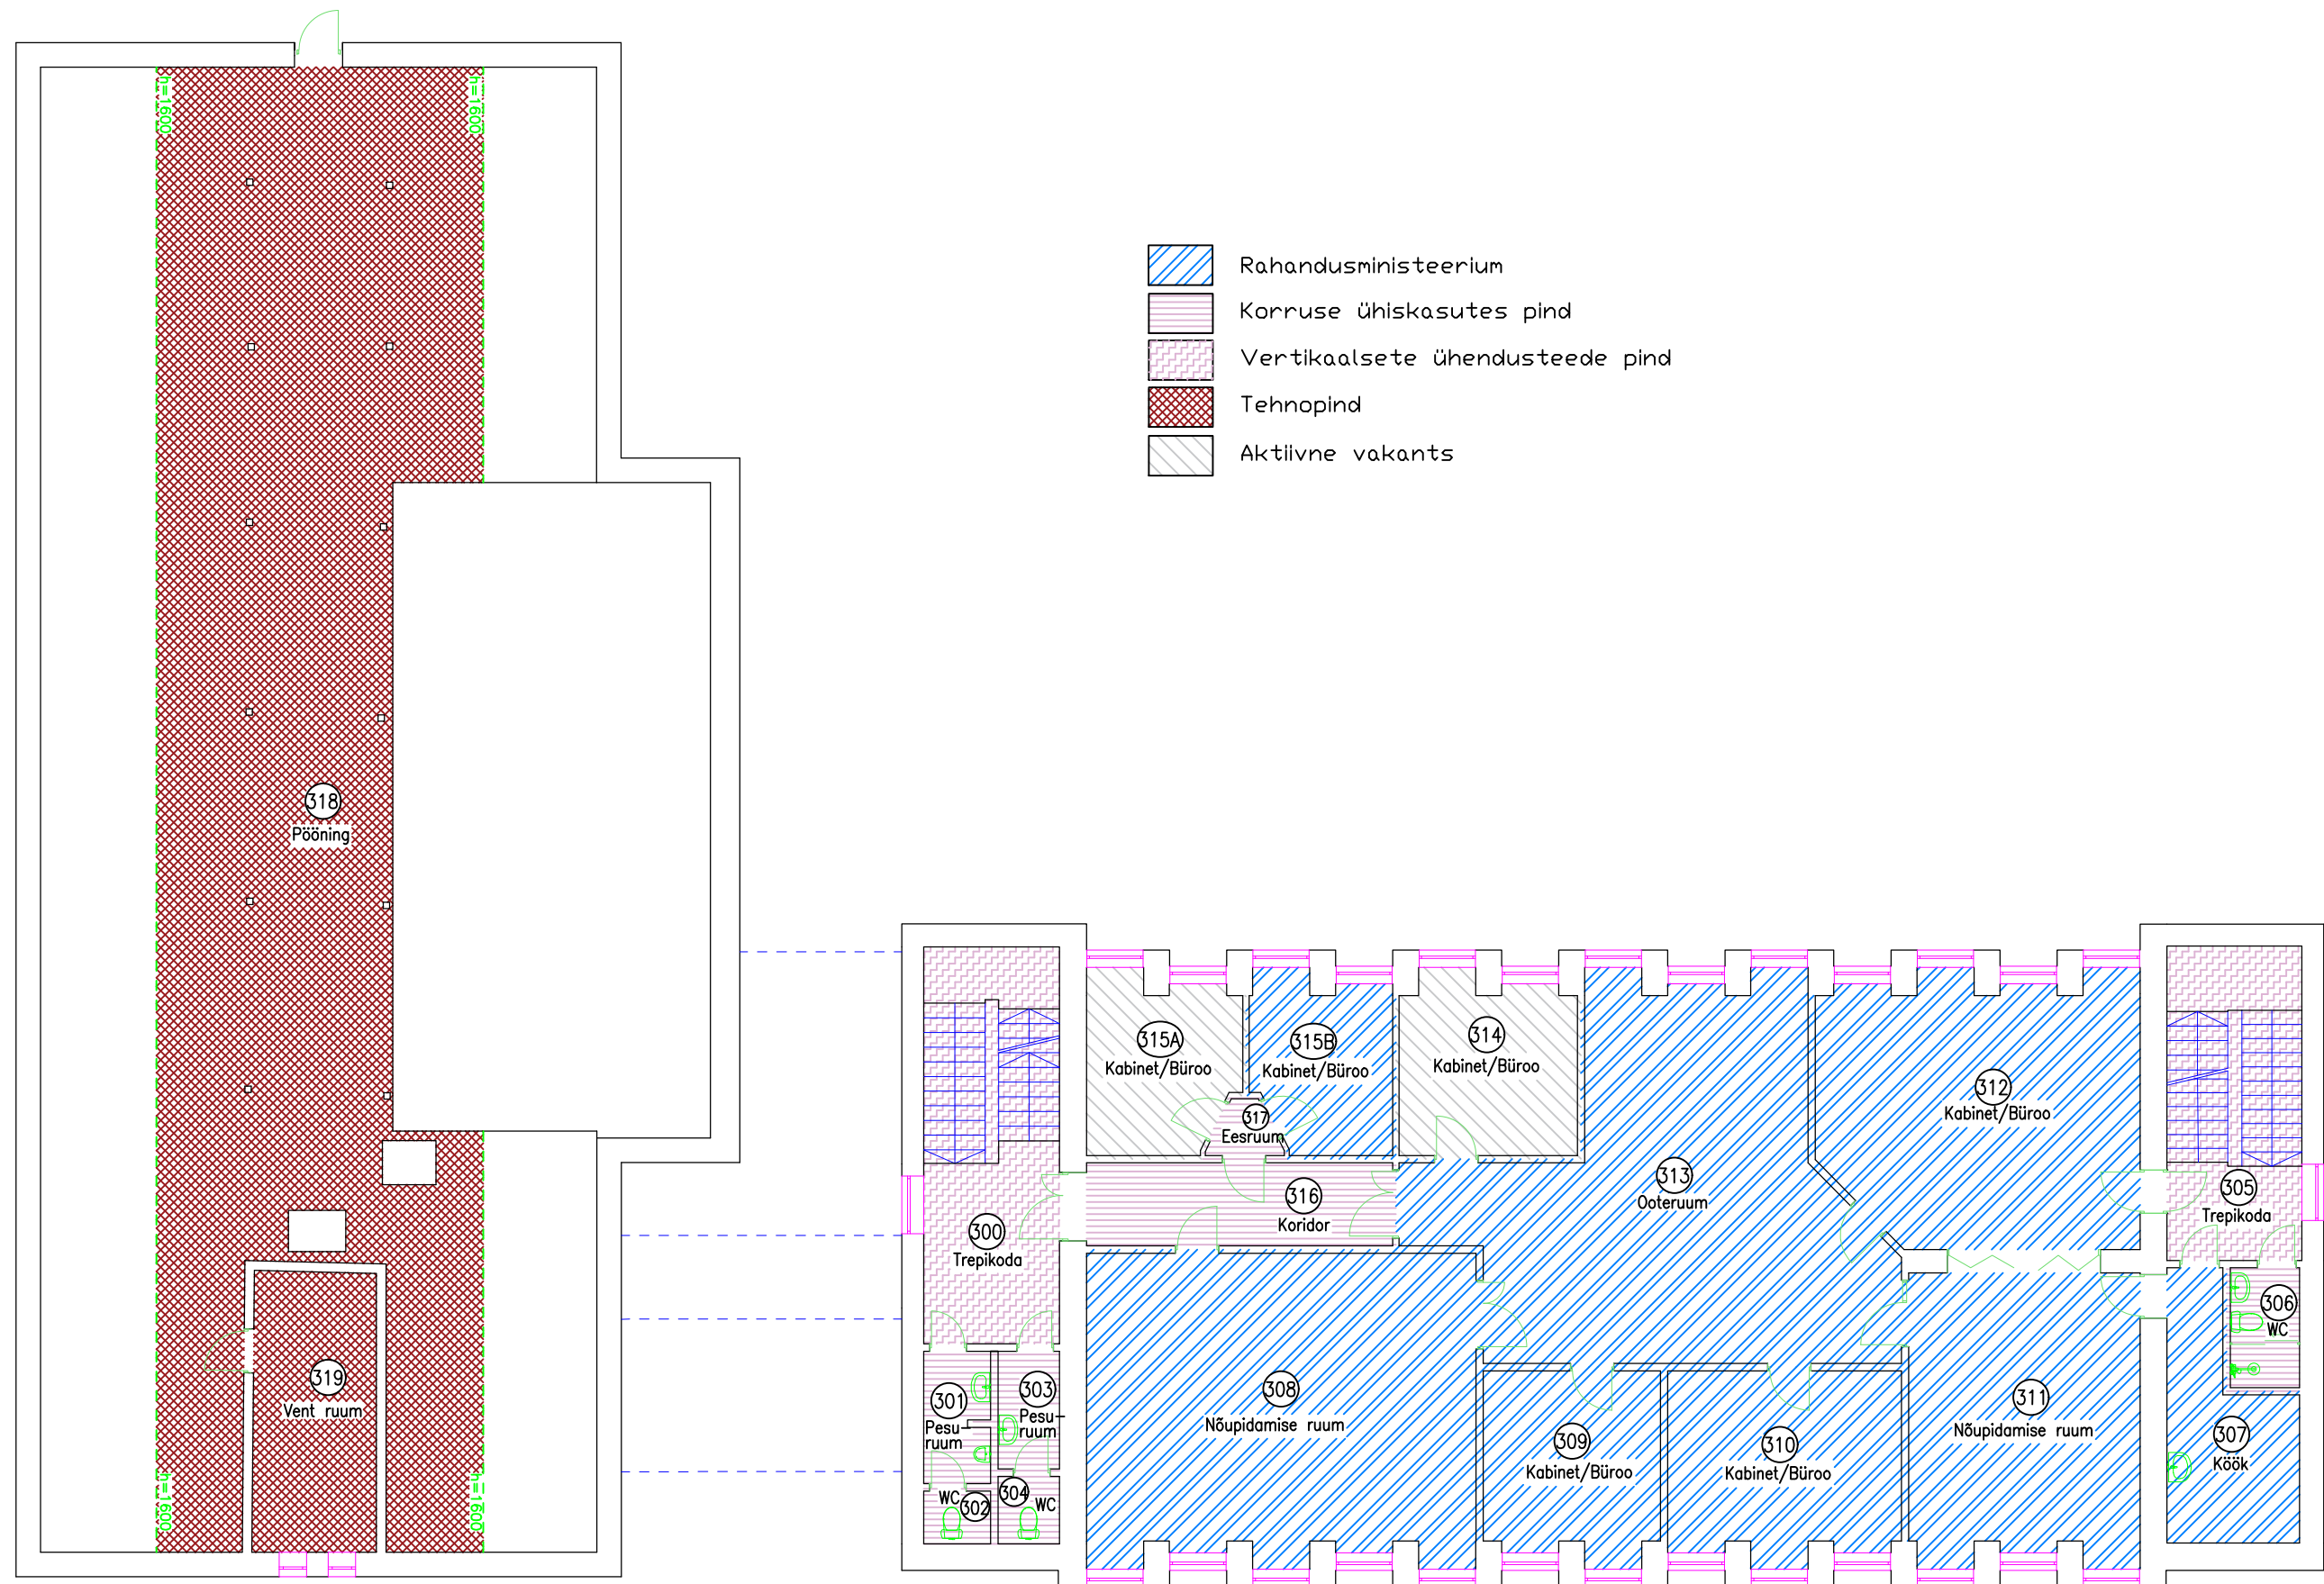 h=1600
h=1600
Rahandusministeerium
Korruse ühiskasutes pind
Vertikaalsete ühendusteede pind
Tehnopind
Aktiivne vakants
318
Pööning
319
Vent ruum
h=1600
h=1600
300
Trepikoda
301
Pesu-
ruum
303
Pesu-
ruum
WC
302
304
WC
315A
Kabinet/Büroo
315B
Kabinet/Büroo
314
Kabinet/Büroo
317
Eesruum
316
Koridor
313
Ooteruum
312
Kabinet/Büroo
305
Trepikoda
306
WC
307
Köök
308
Nõupidamise ruum
309
Kabinet/Büroo
310
Kabinet/Büroo
311
Nõupidamise ruum